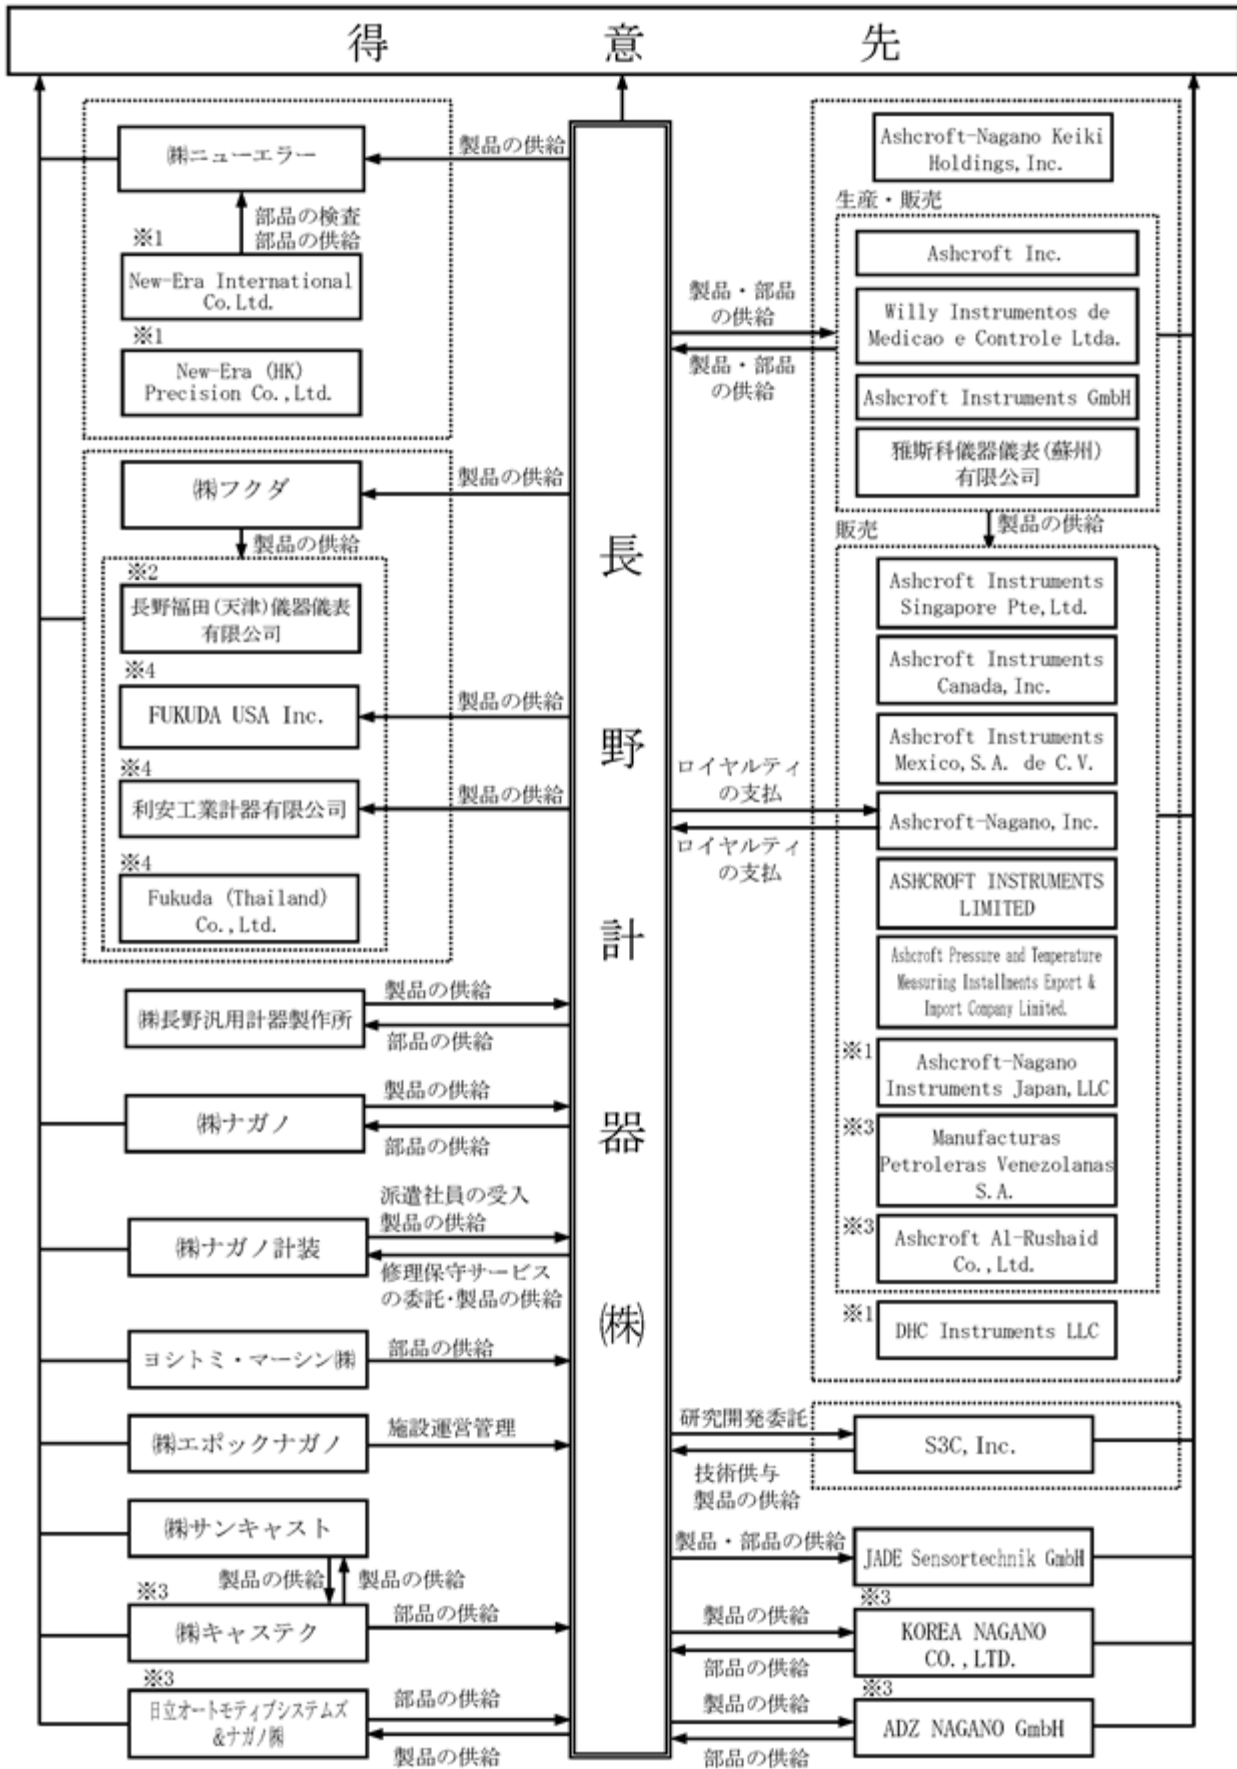 得意先
㈱ニューエラー
製品の供給
部品の検査
部品の供給
※1
New-Era International
Co.Ltd.
※1
New-Era (HK)
Precision Co.,Ltd.
㈱フクダ
製品の供給
製品の供給
※2
長野福田(天津)儀器儀表
有限公司
※4
FUKUDA USA Inc.
製品の供給
※4
利安工業計器有限公司
製品の供給
※4
Fukuda (Thailand)
Co.,Ltd.
㈱長野汎用計器製作所
製品の供給
部品の供給
㈱ナガノ
製品の供給
部品の供給
㈱ナガノ計装
派遣社員の受入
製品の供給
修理保守サービス
の委託・製品の供給
ヨシトミ・マーシン㈱
部品の供給
㈱エポックナガノ
施設運営管理
㈱サンキャスト
製品の供給
製品の供給
※3
㈱キャステク
部品の供給
※3
日立オートモティブシステムズ
&ナガノ㈱
部品の供給
製品の供給
長野計器㈱
Ashcroft-Nagano Keiki
Holdings,Inc.
生産・販売
Ashcroft Inc.
Willy Instrumentos de
Medicao e Controle Ltda.
Ashcroft Instruments GmbH
雅斯科儀器儀表(蘇州)
有限公司
製品・部品
の供給
製品・部品
の供給
製品の供給
販売
Ashcroft Instruments
Singapore Pte,Ltd.
Ashcroft Instruments
Canada,Inc.
Ashcroft Instruments
Mexico,S.A. de C.V.
Ashcroft-Nagano,Inc.
ロイヤルティ
の支払
ロイヤルティ
の支払
ASHCROFT INSTRUMENTS
LIMITED
Ashcroft Pressure and Temperature
Measuring Installments Export &
Import Company Limited.
※1
Ashcroft-Nagano
Instruments Japan,LLC
※3
Manufacturas
Petroleras Venezolanas
S.A.
※3
Ashcroft Al-Rushaid
Co.,Ltd.
※1
DHC Instruments LLC
研究開発委託
技術供与
製品の供給
S3C,Inc.
製品・部品の供給
JADE Sensortechnik GmbH
※3
KOREA NAGANO
CO.,LTD.
製品の供給
部品の供給
※3
ADZ NAGANO GmbH
製品の供給
部品の供給